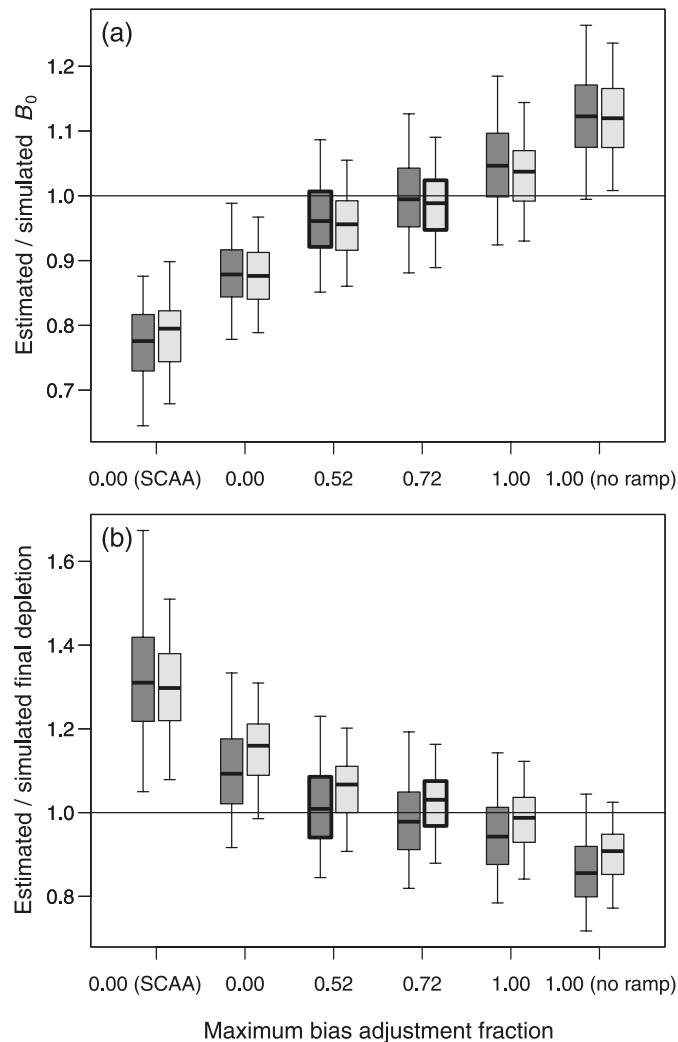 (a)
Estimated / simulated B0
1.2
1.1
1.0
0.9
0.8
0.7
0.00 (SCAA) 0.00 0.52 0.72 1.00 1.00 (no ramp)
(b)
Estimated / simulated final depletion
1.6
1.4
1.2
1.0
0.8
0.00 (SCAA) 0.00 0.52 0.72 1.00 1.00 (no ramp)
Maximum bias adjustment fraction